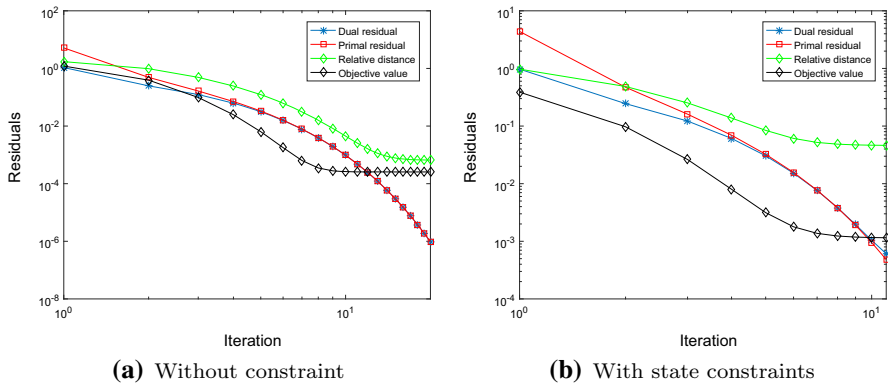 10^2
10^0
10^-2
10^-4
10^-6
10^-8
Residuals
10^0
10^1
Iteration
Dual residual
Primal residual
Relative distance
Objective value
(a) Without constraint
10^1
10^0
10^-1
10^-2
10^-3
10^-4
Residuals
10^0
10^1
Iteration
Dual residual
Primal residual
Relative distance
Objective value
(b) With state constraints